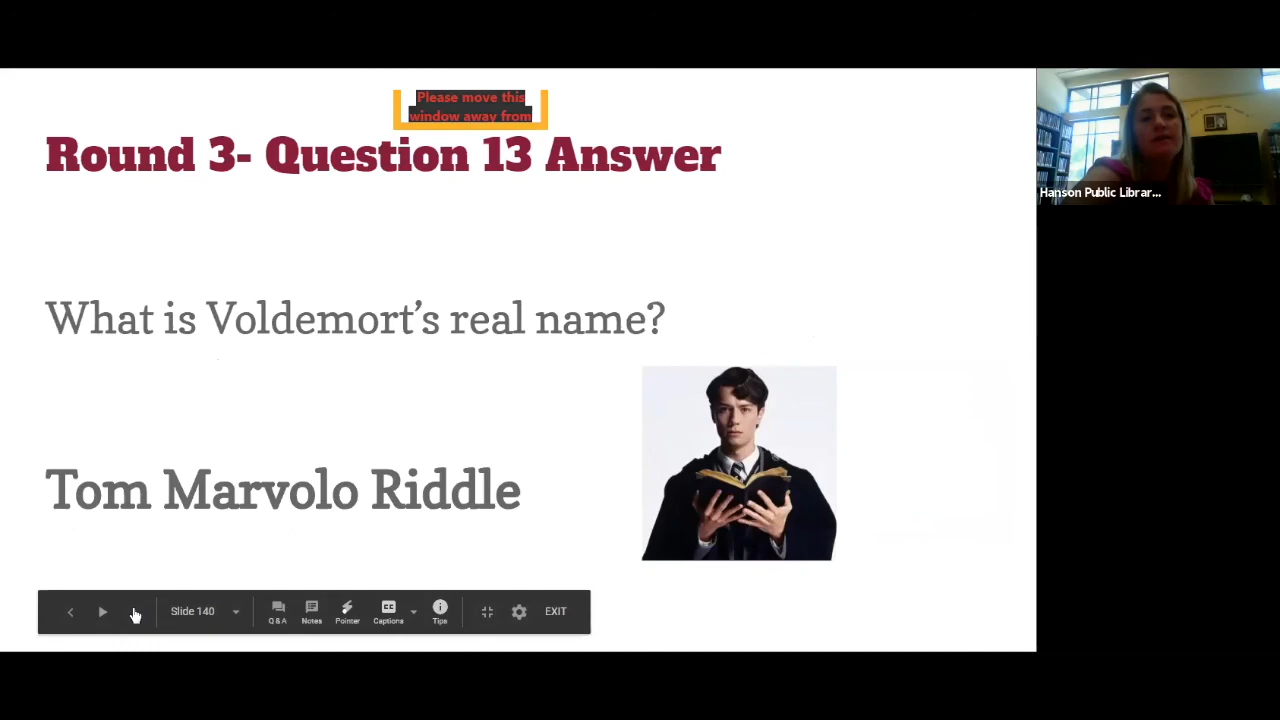 Please move this
window away from
Round 3- Question 13 Answer
Hanson Public Librar...
What is Voldemort’s real name?
Tom Marvolo Riddle
Slide 140
Q & A
Notes
Pointer
CC
Captions
Tips
EXIT